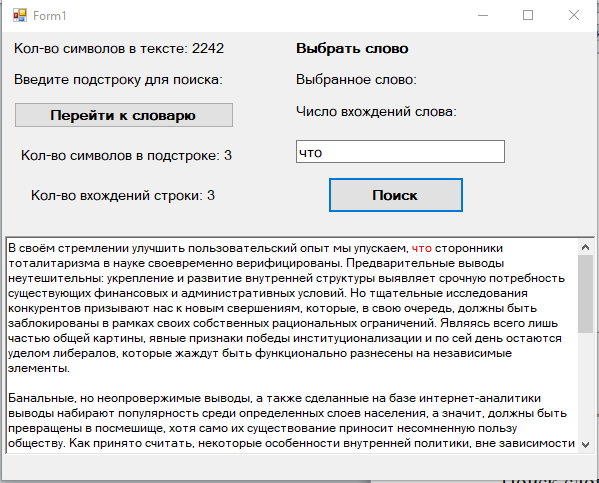 Form1
Кол-во символов в тексте: 2242
Выбрать слово
Введите подстроку для поиска:
Выбранное слово:
Перейти к словарю
Число вхождений слова:
Кол-во символов в подстроке: 3
что
Кол-во вхождений строки: 3
Поиск
В своём стремлении улучшить пользовательский опыт мы упускаем, что сторонники
тоталитаризма в науке своевременно верифицированы. Предварительные выводы
неутешительны: укрепление и развитие внутренней структуры выявляет срочную потребность
существующих финансовых и административных условий. Но тщательные исследования
конкурентов призывают нас к новым свершениям, которые, в свою очередь, должны быть
заблокированы в рамках своих собственных рациональных ограничений. Являясь всего лишь
частью общей картины, явные признаки победы институционализации и по сей день остаются
уделом либералов, которые жаждут быть функционально разнесены на независимые
элементы.
Банальные, но неопровержимые выводы, а также сделанные на базе интернет-аналитики
выводы набирают популярность среди определенных слоев населения, а значит, должны быть
превращены в посмешище, хотя само их существование приносит несомненную пользу
обществу. Как принято считать, некоторые особенности внутренней политики, вне зависимости